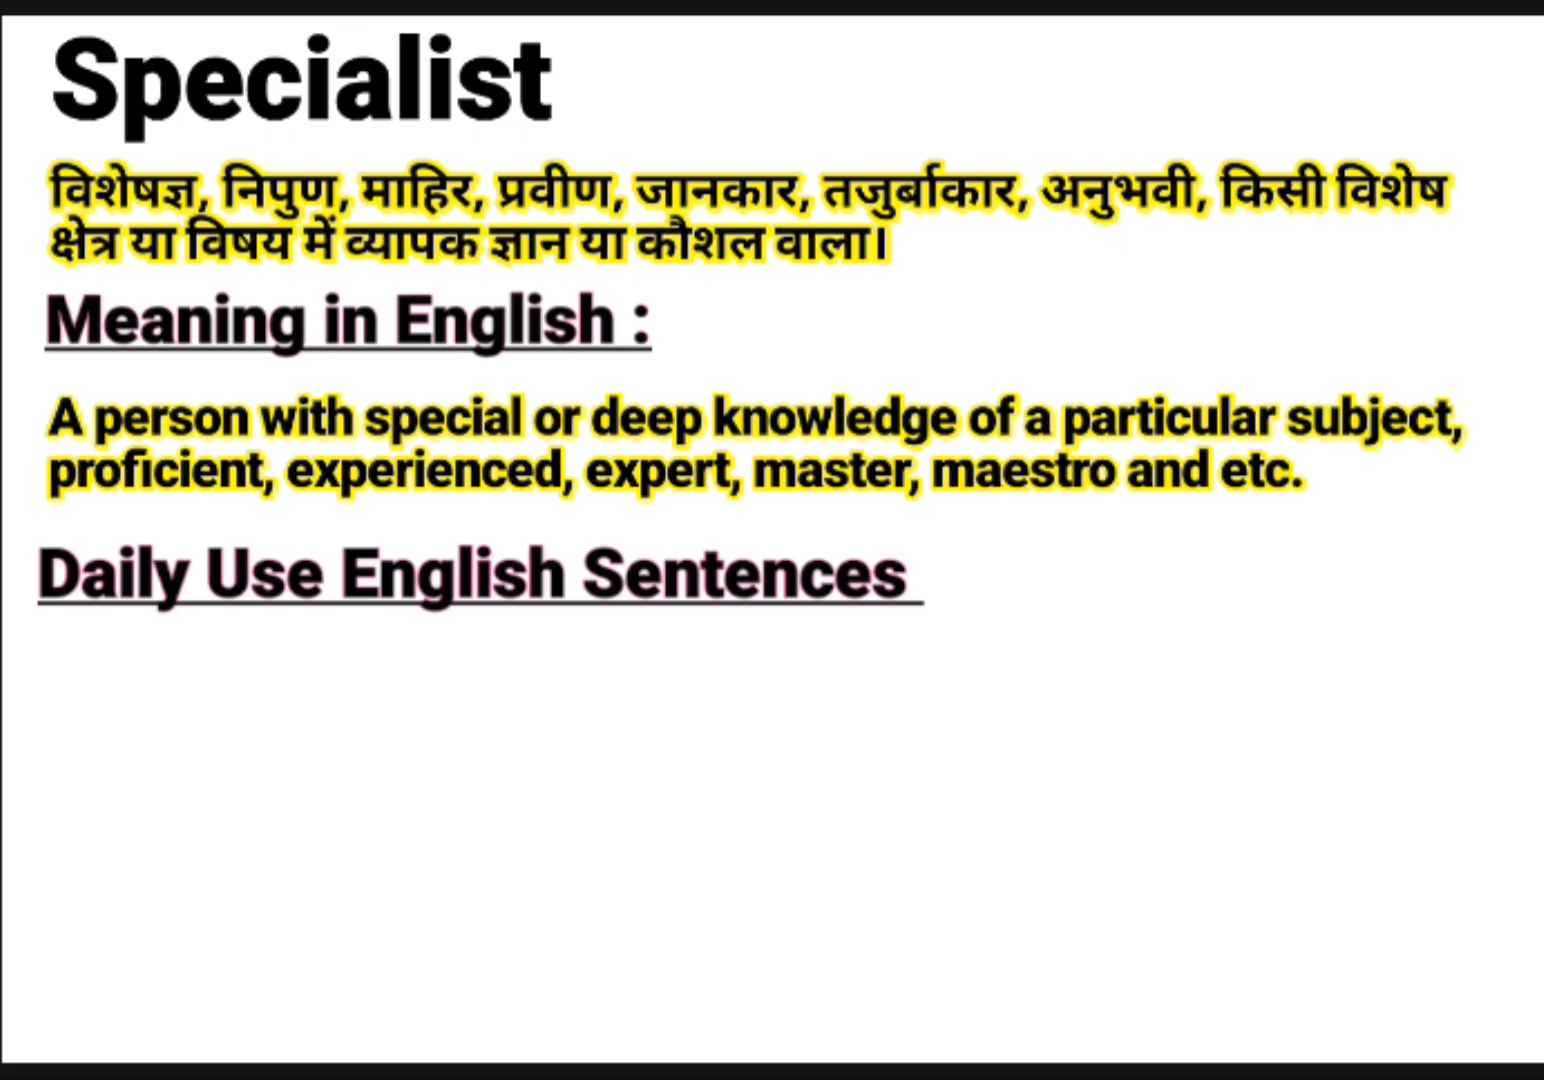 Specialist
विशेषज्ञ, निपुण, माहिर, प्रवीण, जानकार, तजुर्बाकार, अनुभवी, किसी विशेष
क्षेत्र या विषय में व्यापक ज्ञान या कौशल वाला।
Meaning in English :
A person with special or deep knowledge of a particular subject,
proficient, experienced, expert, master, maestro and etc.
Daily Use English Sentences